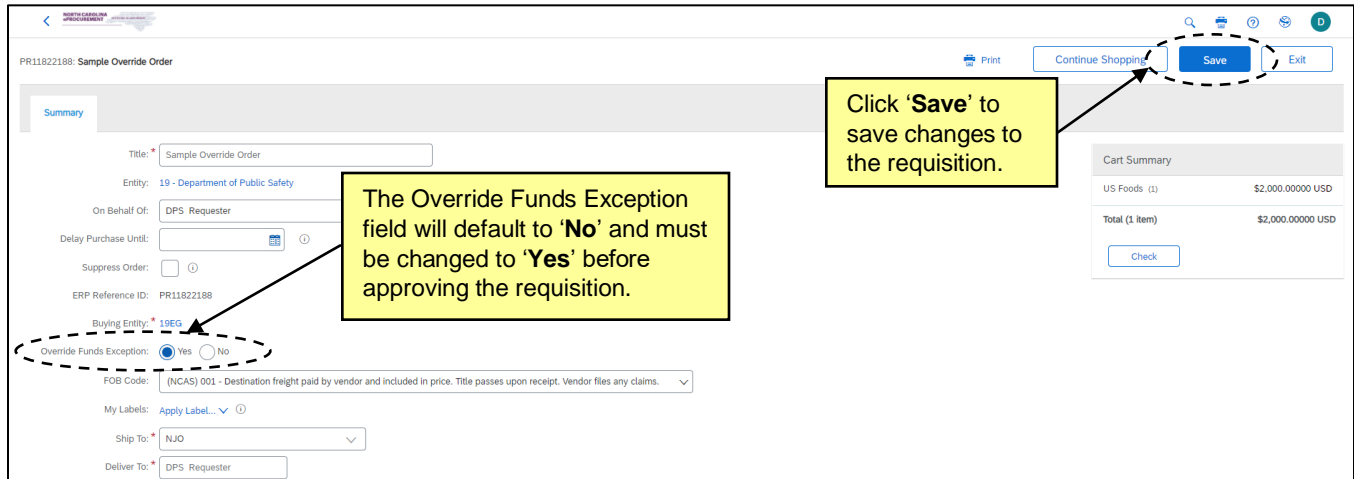 NORTH CAROLINA
ePROCUREMENT
D
PR11822188: Sample Override Order
Print
Continue Shopping
Save
Exit
Click ‘Save’ to
save changes to
the requisition.
Summary
Title: * Sample Override Order
Entity: 19 - Department of Public Safety
On Behalf Of: DPS Requester
Delay Purchase Until:
Suppress Order:
ERP Reference ID: PR11822188
Buying Entity: * 19EG
Override Funds Exception: Yes No
FOB Code: (NCAS) 001 - Destination freight paid by vendor and included in price. Title passes upon receipt. Vendor files any claims.
My Labels: Apply Label...
Ship To: * NJO
Deliver To: * DPS Requester
The Override Funds Exception
field will default to ‘No’ and must
be changed to ‘Yes’ before
approving the requisition.
Cart Summary
US Foods (1) $2,000.00000 USD
Total (1 item) $2,000.00000 USD
Check